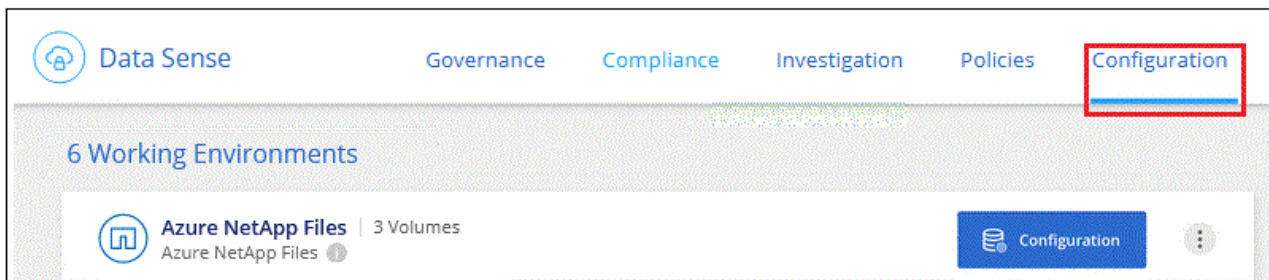 Data Sense Governance Compliance Investigation Policies Configuration
6 Working Environments
Azure NetApp Files | 3 Volumes
Azure NetApp Files
Configuration